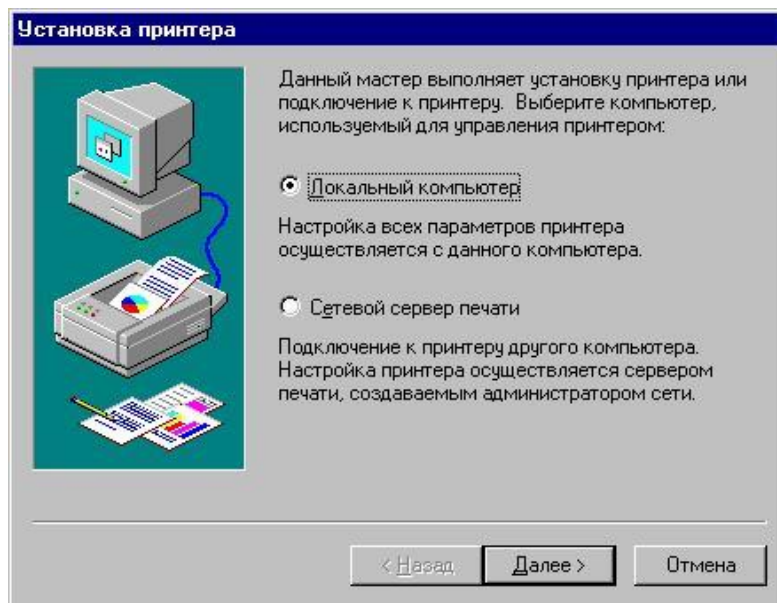 Установка принтера
Данный мастер выполняет установку принтера или
подключение к принтеру. Выберите компьютер,
используемый для управления принтером:
Локальный компьютер
Настройка всех параметров принтера
осуществляется с данного компьютера.
Сетевой сервер печати
Подключение к принтеру другого компьютера.
Настройка принтера осуществляется сервером
печати, создаваемым администратором сети.
< Назад Далее > Отмена